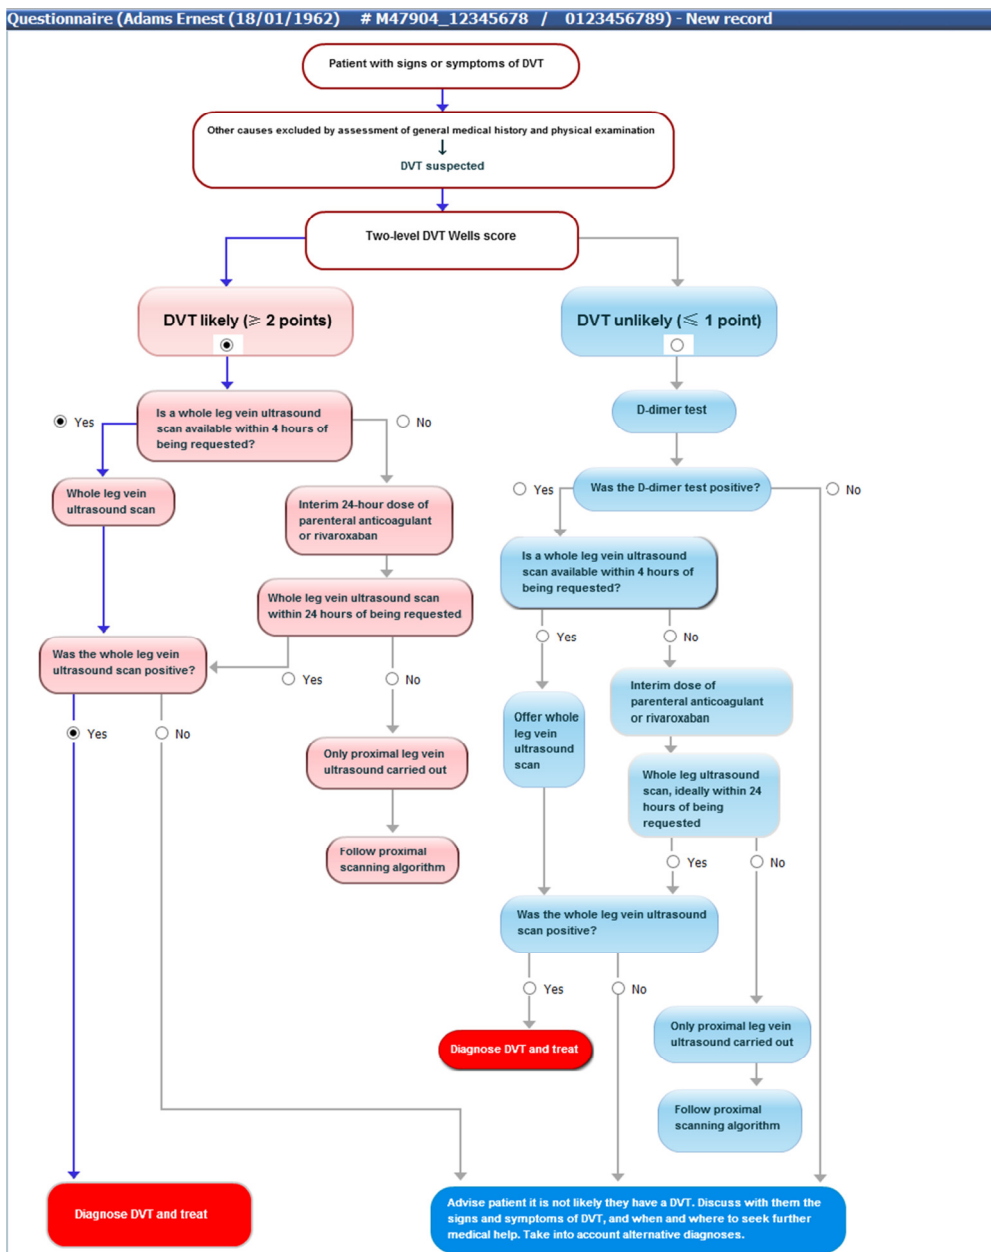 Questionnaire (Adams Ernest (18/01/1962) # M47904_12345678 / 0123456789) - New record
Patient with signs or symptoms of DVT
Other causes excluded by assessment of general medical history and physical examination
↓
DVT suspected
Two-level DVT Wells score
DVT likely (≥ 2 points)
DVT unlikely (≤ 1 point)
Yes
Is a whole leg vein ultrasound
scan available within 4 hours of
being requested?
No
D-dimer test
Whole leg vein
ultrasound scan
Interim 24-hour dose of
parenteral anticoagulant
or rivaroxaban
Yes
Was the D-dimer test positive?
No
Whole leg vein ultrasound scan
within 24 hours of being requested
Is a whole leg vein ultrasound
scan available within 4 hours of
being requested?
Was the whole leg vein
ultrasound scan positive?
Yes
No
Yes
No
Yes
No
Offer whole
leg vein
ultrasound
scan
Interim dose of
parenteral anticoagulant
or rivaroxaban
Only proximal leg vein
ultrasound carried out
Whole leg ultrasound
scan, ideally within 24
hours of being
requested
Follow proximal
scanning algorithm
Yes
No
Was the whole leg vein ultrasound
scan positive?
Yes
No
Diagnose DVT and treat
Only proximal leg vein
ultrasound carried out
Follow proximal
scanning algorithm
Diagnose DVT and treat
Advise patient it is not likely they have a DVT. Discuss with them the
signs and symptoms of DVT, and when and where to seek further
medical help. Take into account alternative diagnoses.